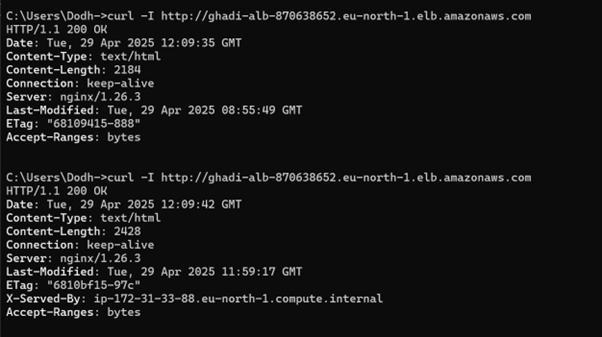 C:\Users\Dodh->curl -I http://ghadi-alb-870638652.eu-north-1.elb.amazonaws.com
HTTP/1.1 200 OK
Date: Tue, 29 Apr 2025 12:09:35 GMT
Content-Type: text/html
Content-Length: 2184
Connection: keep-alive
Server: nginx/1.26.3
Last-Modified: Tue, 29 Apr 2025 08:55:49 GMT
ETag: "68109415-888"
Accept-Ranges: bytes
C:\Users\Dodh->curl -I http://ghadi-alb-870638652.eu-north-1.elb.amazonaws.com
HTTP/1.1 200 OK
Date: Tue, 29 Apr 2025 12:09:42 GMT
Content-Type: text/html
Content-Length: 2428
Connection: keep-alive
Server: nginx/1.26.3
Last-Modified: Tue, 29 Apr 2025 11:59:17 GMT
ETag: "6810bf15-97c"
X-Served-By: ip-172-31-33-88.eu-north-1.compute.internal
Accept-Ranges: bytes